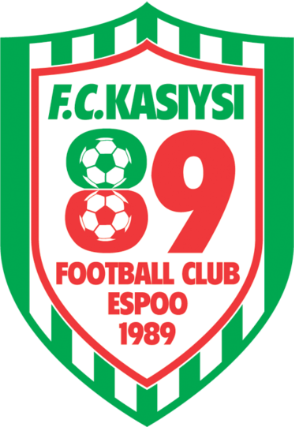 F.C.KASIYSI
89
FOOTBALL CLUB
ESPOO
1989